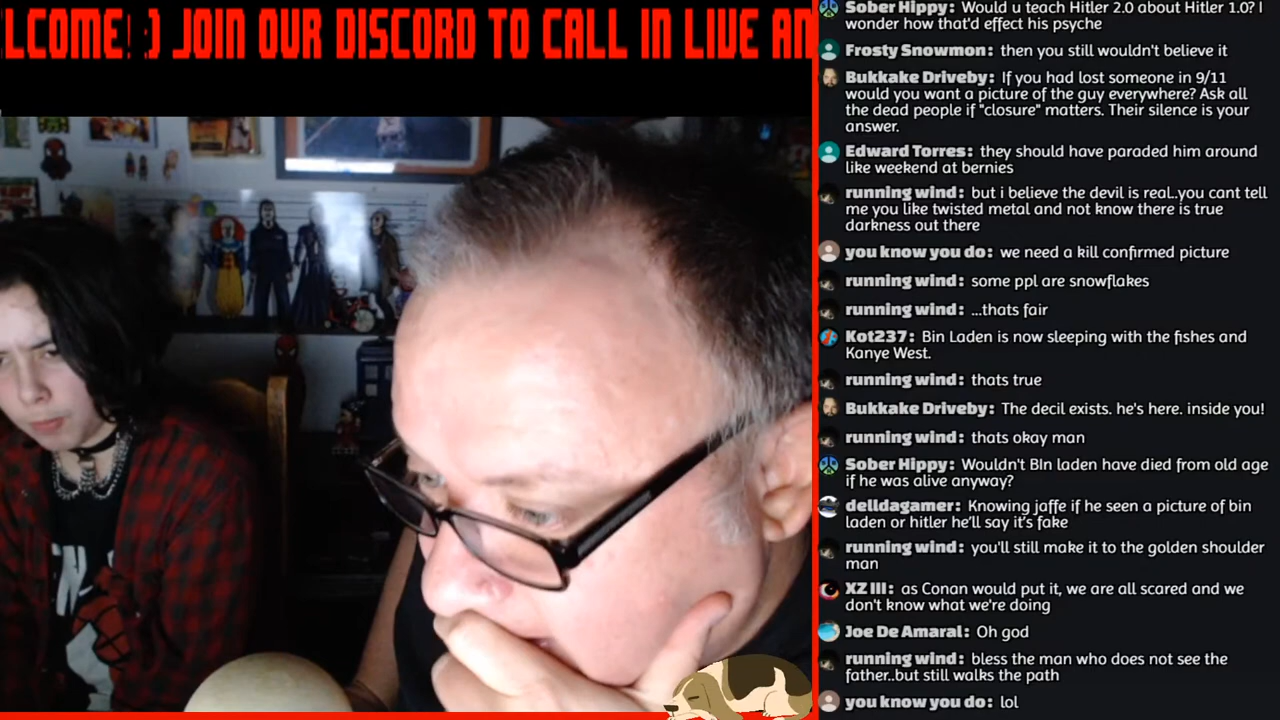 LCOME! :) JOIN OUR DISCORD TO CALL IN LIVE AN
Sober Hippy: Would u teach Hitler 2.0 about Hitler 1.0? I
wonder how that'd effect his psyche
Frosty Snowmon: then you still wouldn't believe it
Bukkake Driveby: If you had lost someone in 9/11
would you want a picture of the guy everywhere? Ask all
the dead people if "closure" matters. Their silence is your
answer.
Edward Torres: they should have paraded him around
like weekend at bernies
running wind: but i believe the devil is real..you cant tell
me you like twisted metal and not know there is true
darkness out there
you know you do: we need a kill confirmed picture
running wind: some ppl are snowflakes
running wind: ...thats fair
Kot237: Bin Laden is now sleeping with the fishes and
Kanye West.
running wind: thats true
Bukkake Driveby: The decil exists. he's here. inside you!
running wind: thats okay man
Sober Hippy: Wouldn't BIn laden have died from old age
if he was alive anyway?
delldagamer: Knowing jaffe if he seen a picture of bin
laden or hitler he'll say it's fake
running wind: you'll still make it to the golden shoulder
man
XZ III: as Conan would put it, we are all scared and we
don't know what we're doing
Joe De Amaral: Oh god
running wind: bless the man who does not see the
father..but still walks the path
you know you do: lol